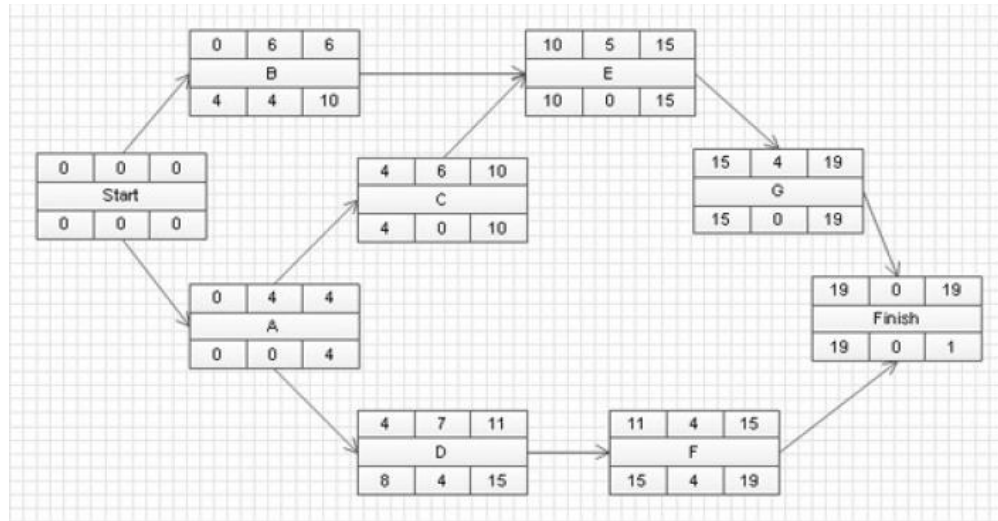 0 6 6
B
4 4 10
10 5 15
E
10 0 15
0 0 0
Start
0 0 0
4 6 10
C
4 0 10
15 4 19
G
15 0 19
0 4 4
A
0 0 4
19 0 19
Finish
19 0 1
4 7 11
D
8 4 15
11 4 15
F
15 4 19